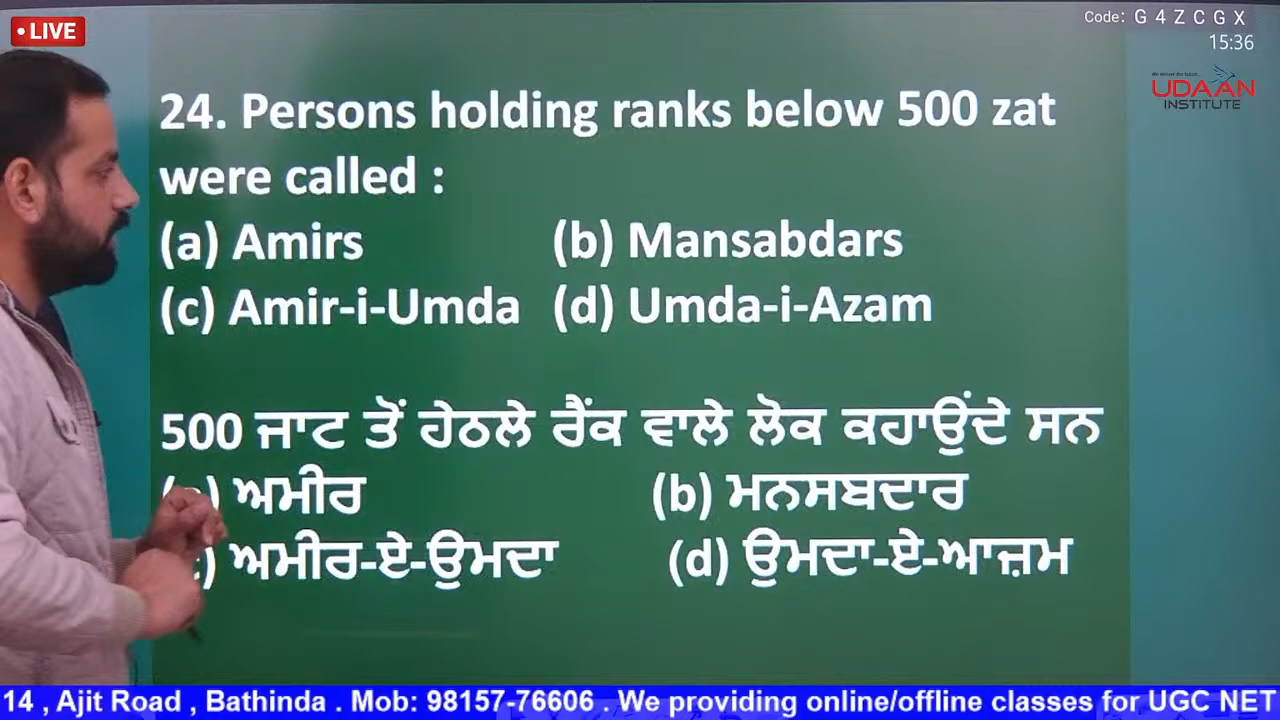 • LIVE
Code: G 4 Z C G X
15:36
UDAAN
INSTITUTE
24. Persons holding ranks below 500 zat
were called :
(a) Amirs (b) Mansabdars
(c) Amir-i-Umda (d) Umda-i-Azam
500 ਜਾਟ ਤੋਂ ਹੇਠਲੇ ਰੈਂਕ ਵਾਲੇ ਲੋਕ ਕਹਾਉਂਦੇ ਸਨ
ਅਮੀਰ (b) ਮਨਸਬਦਾਰ
ਅਮੀਰ-ਏ-ਉਮਦਾ (d) ਉਮਦਾ-ਏ-ਆਜ਼ਮ
14 , Ajit Road , Bathinda . Mob: 98157-76606 . We providing online/offline classes for UGC NET